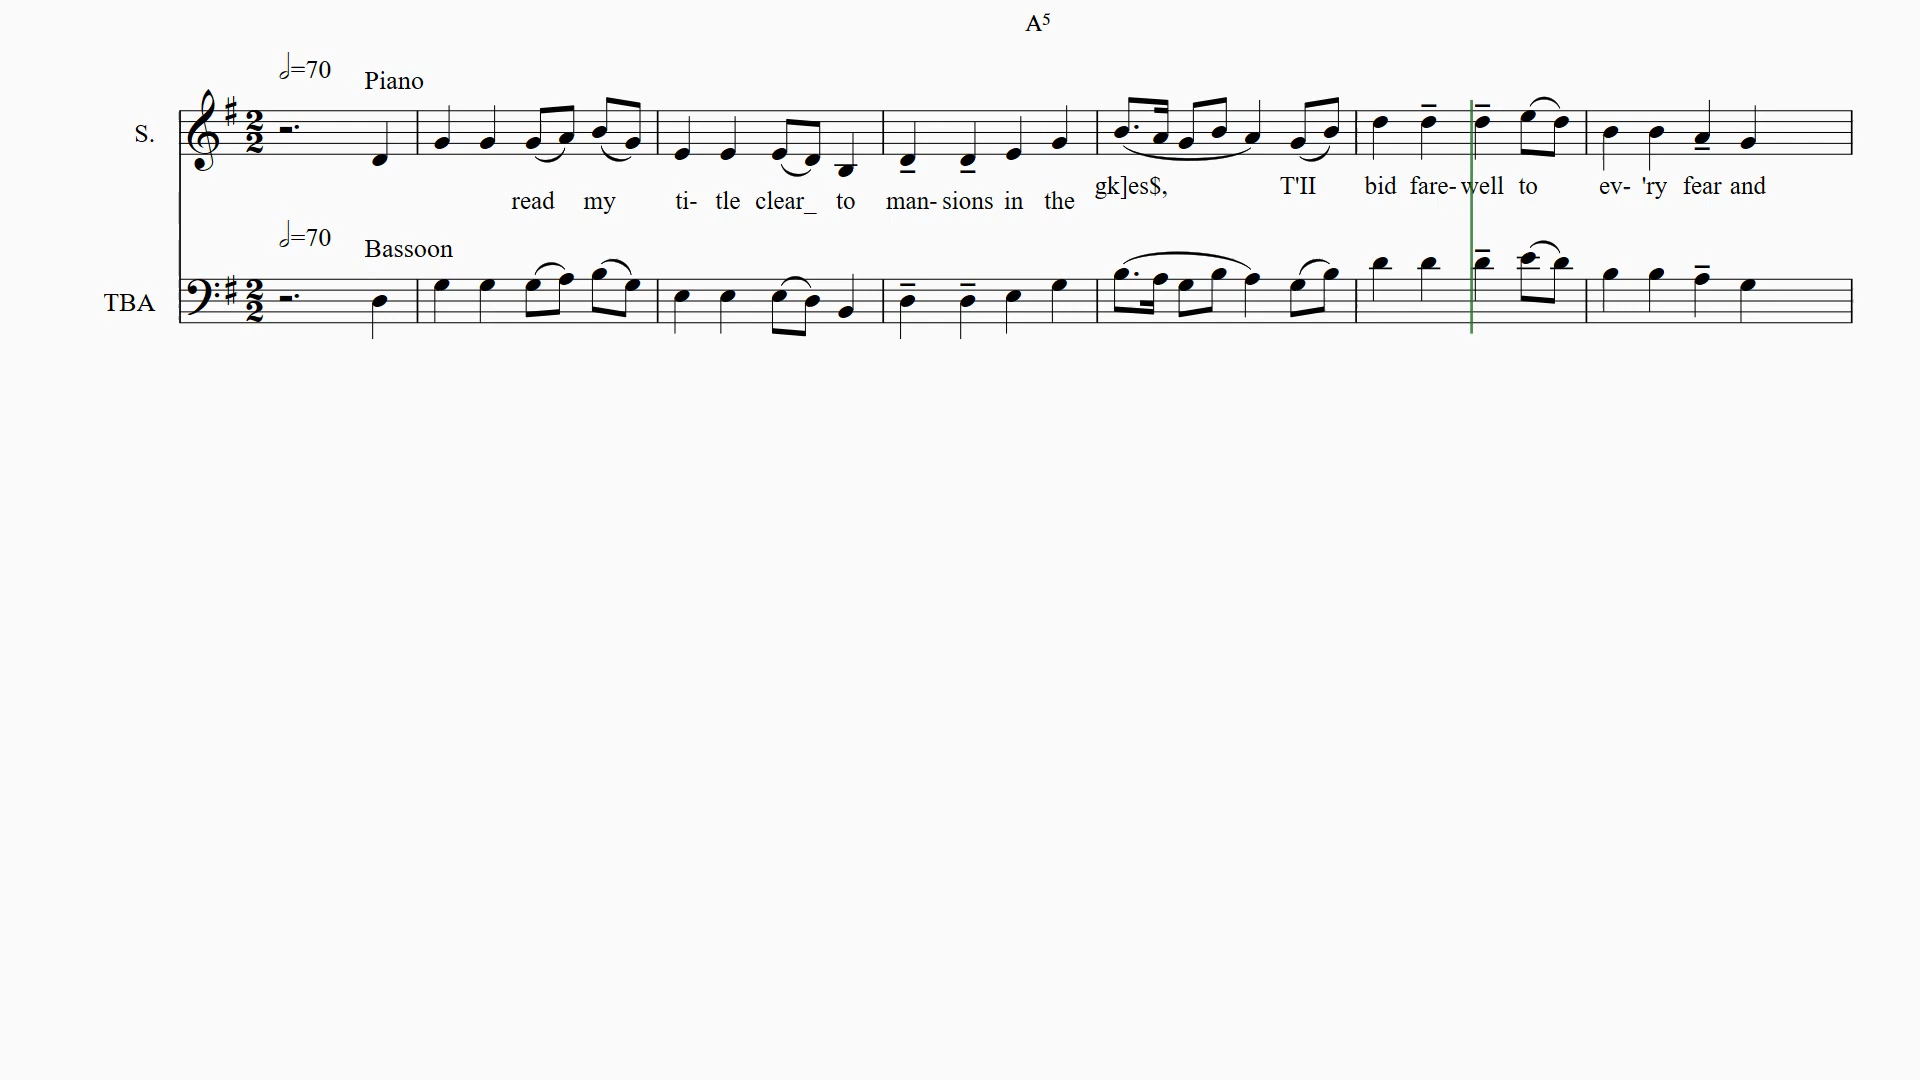 A5
𝅗𝅥=70 Piano
S.
gk]es$, T'II bid fare- well to ev- 'ry fear and
read my ti- tle clear_ to man- sions in the
𝅗𝅥=70 Bassoon
TBA